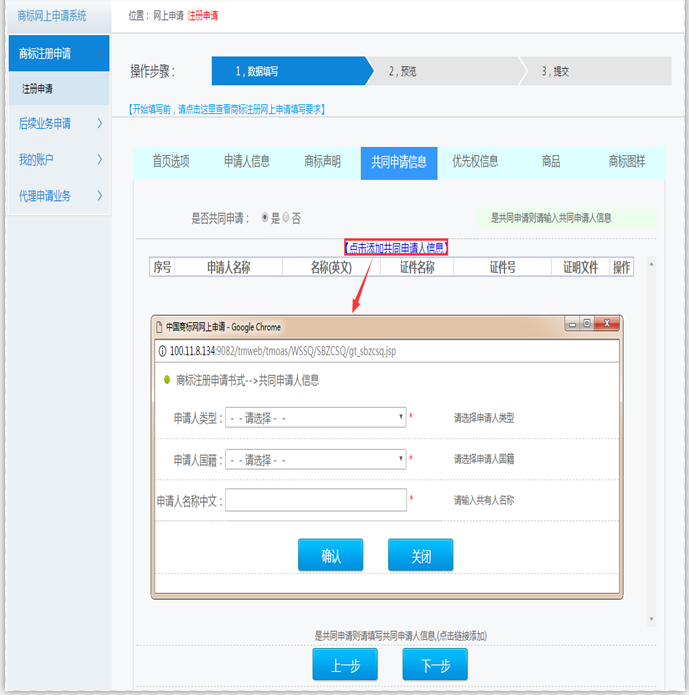 商标网上申请系统
位置： 网上申请 注册申请
商标注册申请
注册申请
后续业务申请
我的账户
代理申请业务
操作步骤：
1，数据填写
2，预览
3，提交
【开始填写前，请点击这里查看商标注册网上申请填写要求】
首页选项 申请人信息 商标声明 共同申请信息 优先权信息 商品 商标图样
是否共同申请： 是 否
是共同申请则请输入共同申请人信息
【点击添加共同申请人信息】
序号 申请人名称 名称(英文) 证件名称 证件号 证明文件 操作
中国商标网网上申请 - Google Chrome
100.11.8.134:9082/tmweb/tmoas/WSSQ/SBZCSQ/gt_sbzcsq.jsp
商标注册申请书式-->共同申请人信息
申请人类型： - - 请选择 - - * 请选择申请人类型
申请人国籍： - - 请选择 - - * 请选择申请人国籍
申请人名称中文： * 请输入共有人名称
确认 关闭
是共同申请则请填写共同申请人信息,(点击链接添加)
上一步 下一步